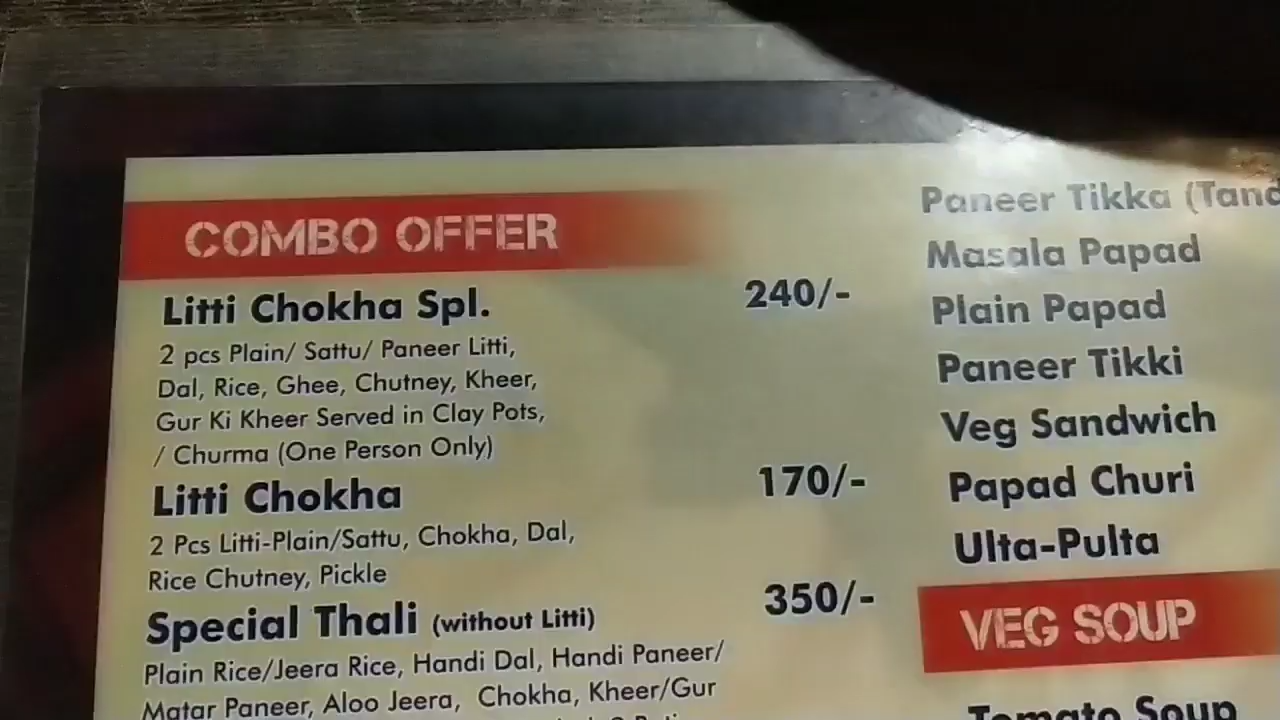 COMBO OFFER
Litti Chokha Spl. 240/-
2 pcs Plain/ Sattu/ Paneer Litti,
Dal, Rice, Ghee, Chutney, Kheer,
Gur Ki Kheer Served in Clay Pots,
/ Churma (One Person Only)
Litti Chokha 170/-
2 Pcs Litti-Plain/Sattu, Chokha, Dal,
Rice Chutney, Pickle
Special Thali (without Litti) 350/-
Plain Rice/Jeera Rice, Handi Dal, Handi Paneer/
Matar Paneer, Aloo Jeera, Chokha, Kheer/Gur
Paneer Tikka (Tand
Masala Papad
Plain Papad
Paneer Tikki
Veg Sandwich
Papad Churi
Ulta-Pulta
VEG SOUP
Tomato Soup